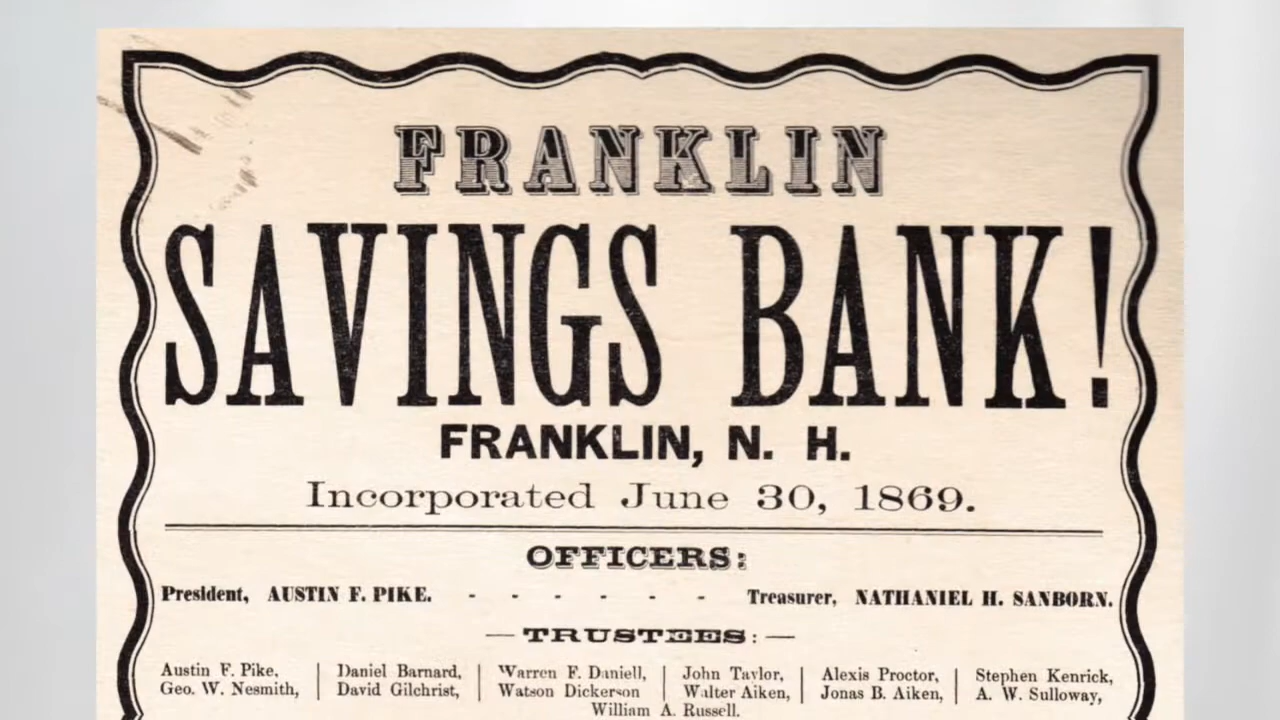 FRANKLIN
SAVINGS BANK!
FRANKLIN, N. H.
Incorporated June 30, 1869.
OFFICERS:
President, AUSTIN F. PIKE. - - - - - - Treasurer, NATHANIEL H. SANBORN.
— TRUSTEES: —
Austin F. Pike, | Daniel Barnard, | Warren F. Daniell, | John Taylor, | Alexis Proctor, | Stephen Kenrick,
Geo. W. Nesmith, | David Gilchrist, | Watson Dickerson | Walter Aiken, | Jonas B. Aiken, | A. W. Sulloway,
William A. Russell.